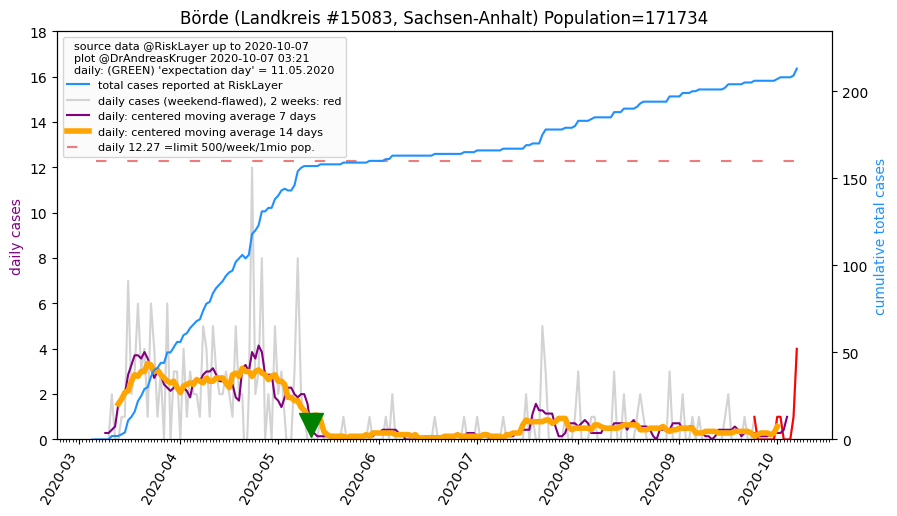 Börde (Landkreis #15083, Sachsen-Anhalt) Population=171734
source data @RiskLayer up to 2020-10-07
plot @DrAndreasKruger 2020-10-07 03:21
daily: (GREEN) 'expectation day' = 11.05.2020
total cases reported at RiskLayer
daily cases (weekend-flawed), 2 weeks: red
daily: centered moving average 7 days
daily: centered moving average 14 days
daily 12.27 =limit 500/week/1mio pop.
daily cases
18
16
14
12
10
8
6
4
2
0
200
150
100
50
0
cumulative total cases
2020-03
2020-04
2020-05
2020-06
2020-07
2020-08
2020-09
2020-10